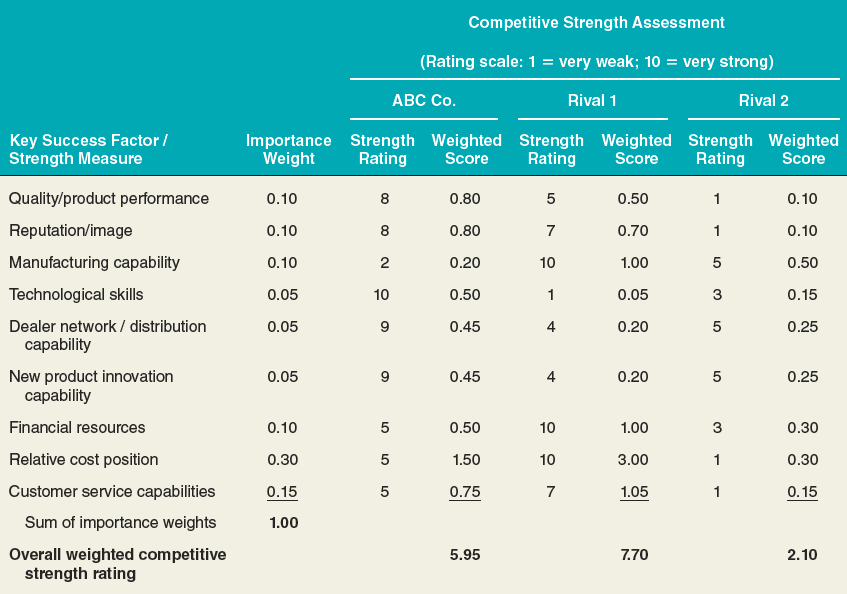 Competitive Strength Assessment
(Rating scale: 1 = very weak; 10 = very strong)
ABC Co. Rival 1 Rival 2
Key Success Factor / Importance Strength Weighted Strength Weighted Strength Weighted
Strength Measure Weight Rating Score Rating Score Rating Score
Quality/product performance 0.10 8 0.80 5 0.50 1 0.10
Reputation/image 0.10 8 0.80 7 0.70 1 0.10
Manufacturing capability 0.10 2 0.20 10 1.00 5 0.50
Technological skills 0.05 10 0.50 1 0.05 3 0.15
Dealer network / distribution 0.05 9 0.45 4 0.20 5 0.25
capability
New product innovation 0.05 9 0.45 4 0.20 5 0.25
capability
Financial resources 0.10 5 0.50 10 1.00 3 0.30
Relative cost position 0.30 5 1.50 10 3.00 1 0.30
Customer service capabilities 0.15 5 0.75 7 1.05 1 0.15
Sum of importance weights 1.00
Overall weighted competitive 5.95 7.70 2.10
strength rating